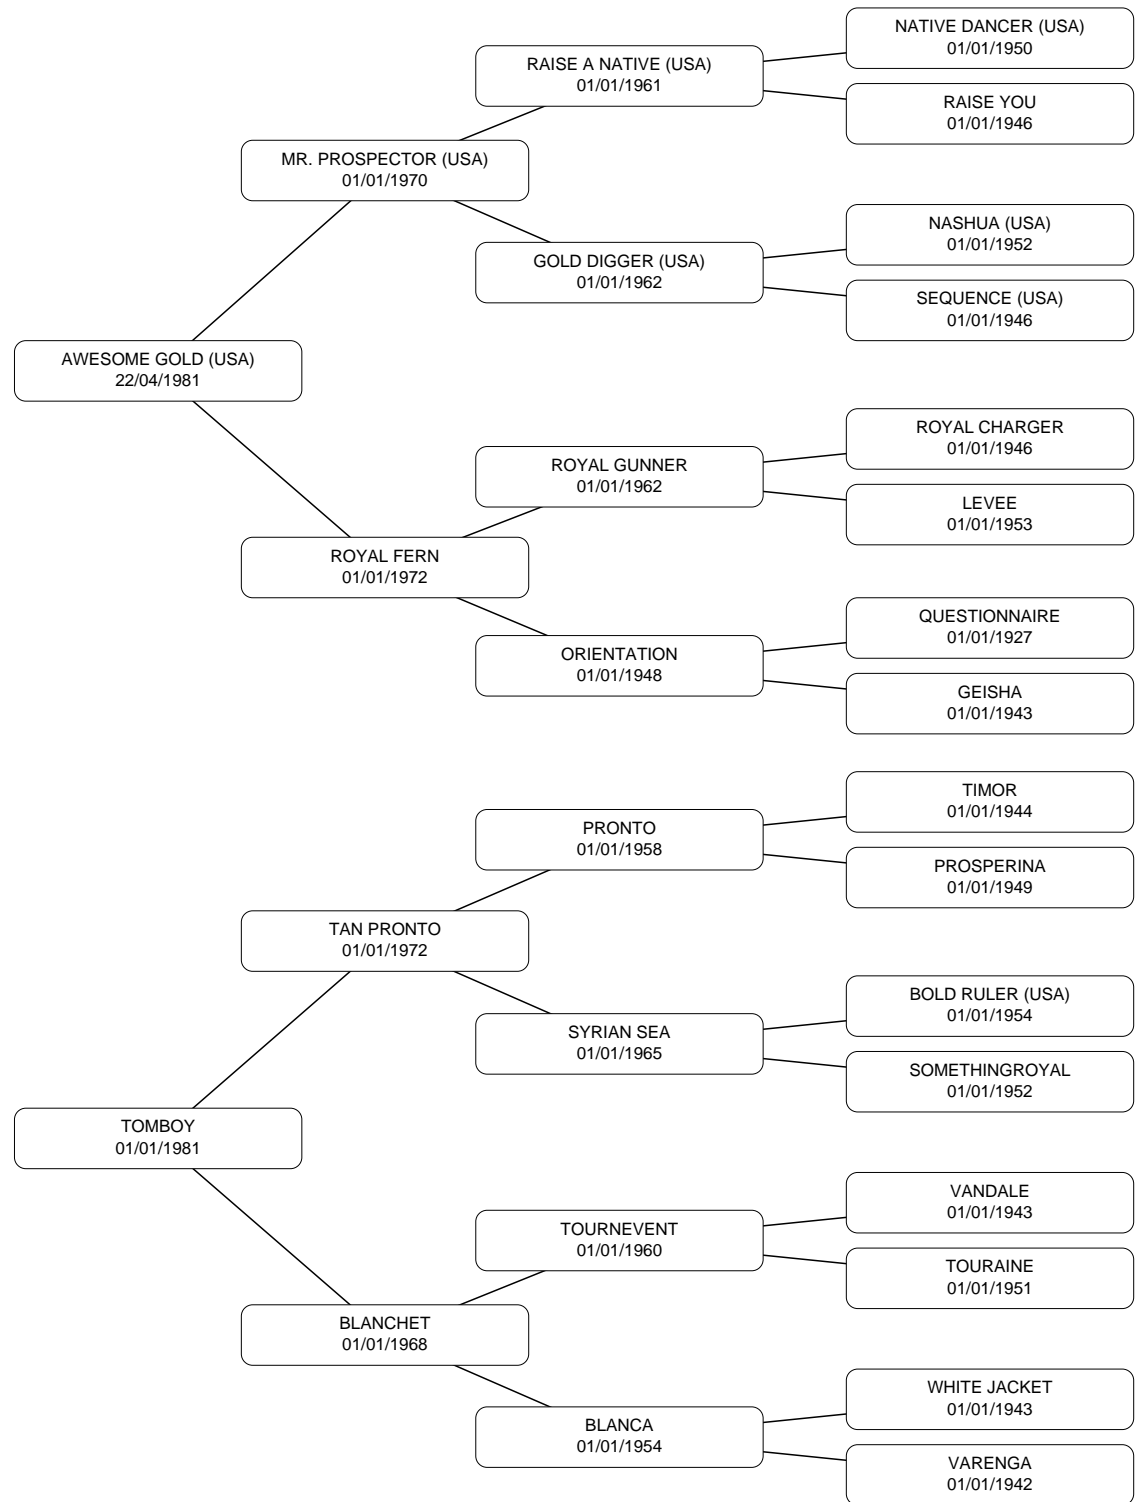 NATIVE DANCER (USA)
01/01/1950
RAISE A NATIVE (USA)
01/01/1961
RAISE YOU
01/01/1946
MR. PROSPECTOR (USA)
01/01/1970
NASHUA (USA)
01/01/1952
GOLD DIGGER (USA)
01/01/1962
SEQUENCE (USA)
01/01/1946
AWESOME GOLD (USA)
22/04/1981
ROYAL CHARGER
01/01/1946
ROYAL GUNNER
01/01/1962
LEVEE
01/01/1953
ROYAL FERN
01/01/1972
QUESTIONNAIRE
01/01/1927
ORIENTATION
01/01/1948
GEISHA
01/01/1943
TIMOR
01/01/1944
PRONTO
01/01/1958
PROSPERINA
01/01/1949
TAN PRONTO
01/01/1972
BOLD RULER (USA)
01/01/1954
SYRIAN SEA
01/01/1965
SOMETHINGROYAL
01/01/1952
TOMBOY
01/01/1981
VANDALE
01/01/1943
TOURNEVENT
01/01/1960
TOURAINE
01/01/1951
BLANCHET
01/01/1968
WHITE JACKET
01/01/1943
BLANCA
01/01/1954
VARENGA
01/01/1942